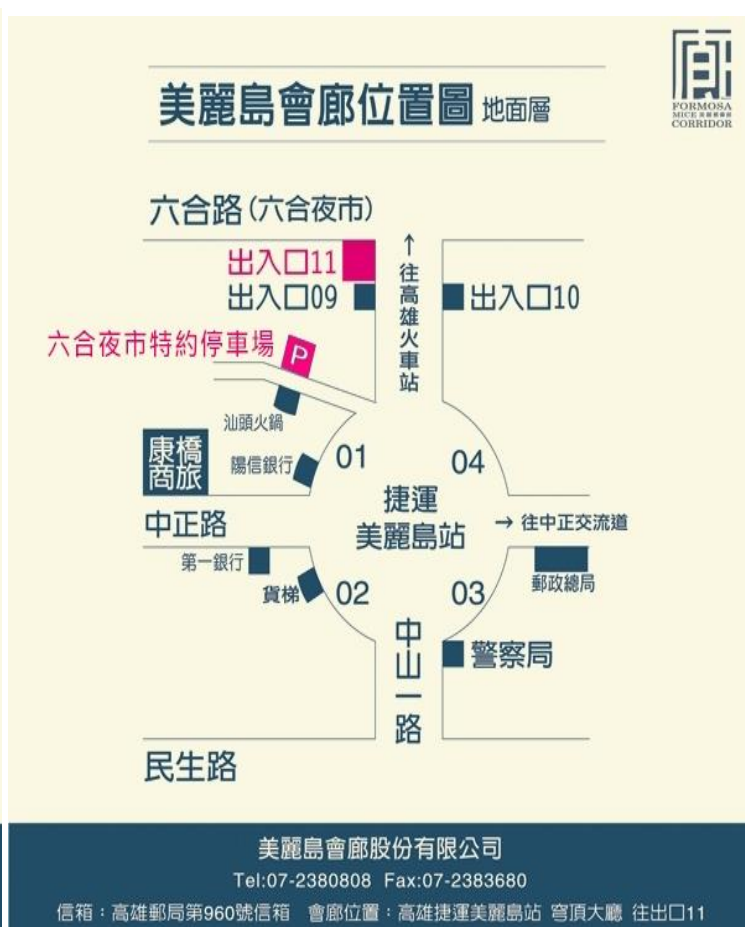 FORMOSA
MICE 美麗島會廊
CORRIDOR
美麗島會廊位置圖 地面層
六合路(六合夜市)
出入口11
出入口09
↑往高雄火車站
出入口10
六合夜市特約停車場
P
汕頭火鍋
康橋
商旅
陽信銀行
01
04
捷運
美麗島站
中正路
→ 往中正交流道
第一銀行
貨梯
02
03
郵政總局
中山一路
警察局
民生路
美麗島會廊股份有限公司
Tel:07-2380808 Fax:07-2383680
信箱：高雄郵局第960號信箱 會廊位置：高雄捷運美麗島站 穹頂大廳 往出口11